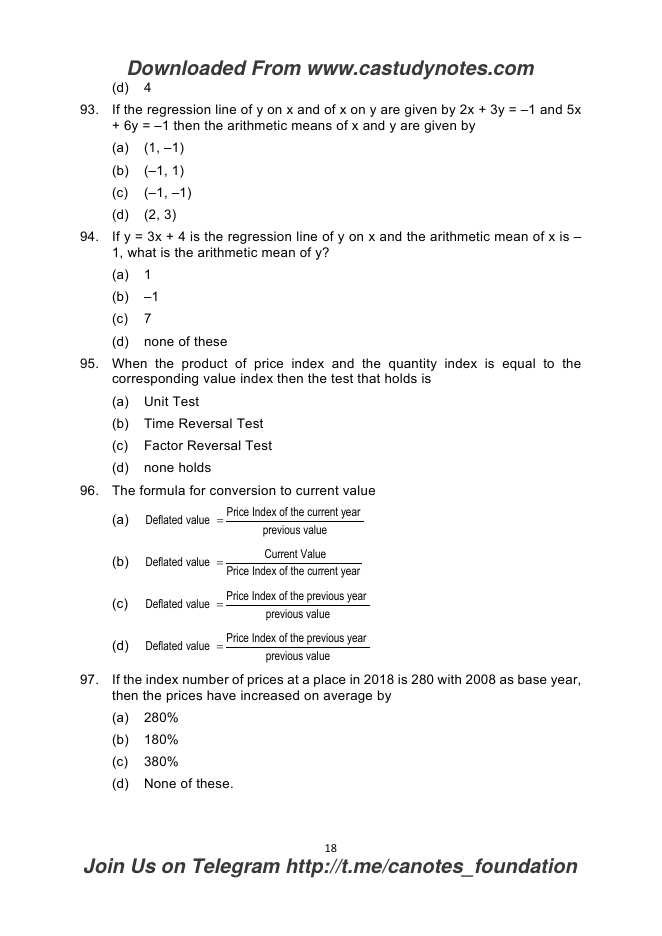 Downloaded From www.castudynotes.com
(d) 4
93. If the regression line of y on x and of x on y are given by 2x + 3y = –1 and 5x
+ 6y = –1 then the arithmetic means of x and y are given by
(a) (1, –1)
(b) (–1, 1)
(c) (–1, –1)
(d) (2, 3)
94. If y = 3x + 4 is the regression line of y on x and the arithmetic mean of x is –
1, what is the arithmetic mean of y?
(a) 1
(b) –1
(c) 7
(d) none of these
95. When the product of price index and the quantity index is equal to the
corresponding value index then the test that holds is
(a) Unit Test
(b) Time Reversal Test
(c) Factor Reversal Test
(d) none holds
96. The formula for conversion to current value
Price Index of the current year
(a) Deflated value =
previous value
Current Value
(b) Deflated value =
Price Index of the current year
Price Index of the previous year
(c) Deflated value =
previous value
Price Index of the previous year
(d) Deflated value =
previous value
97. If the index number of prices at a place in 2018 is 280 with 2008 as base year,
then the prices have increased on average by
(a) 280%
(b) 180%
(c) 380%
(d) None of these.
18
Join Us on Telegram http://t.me/canotes_foundation